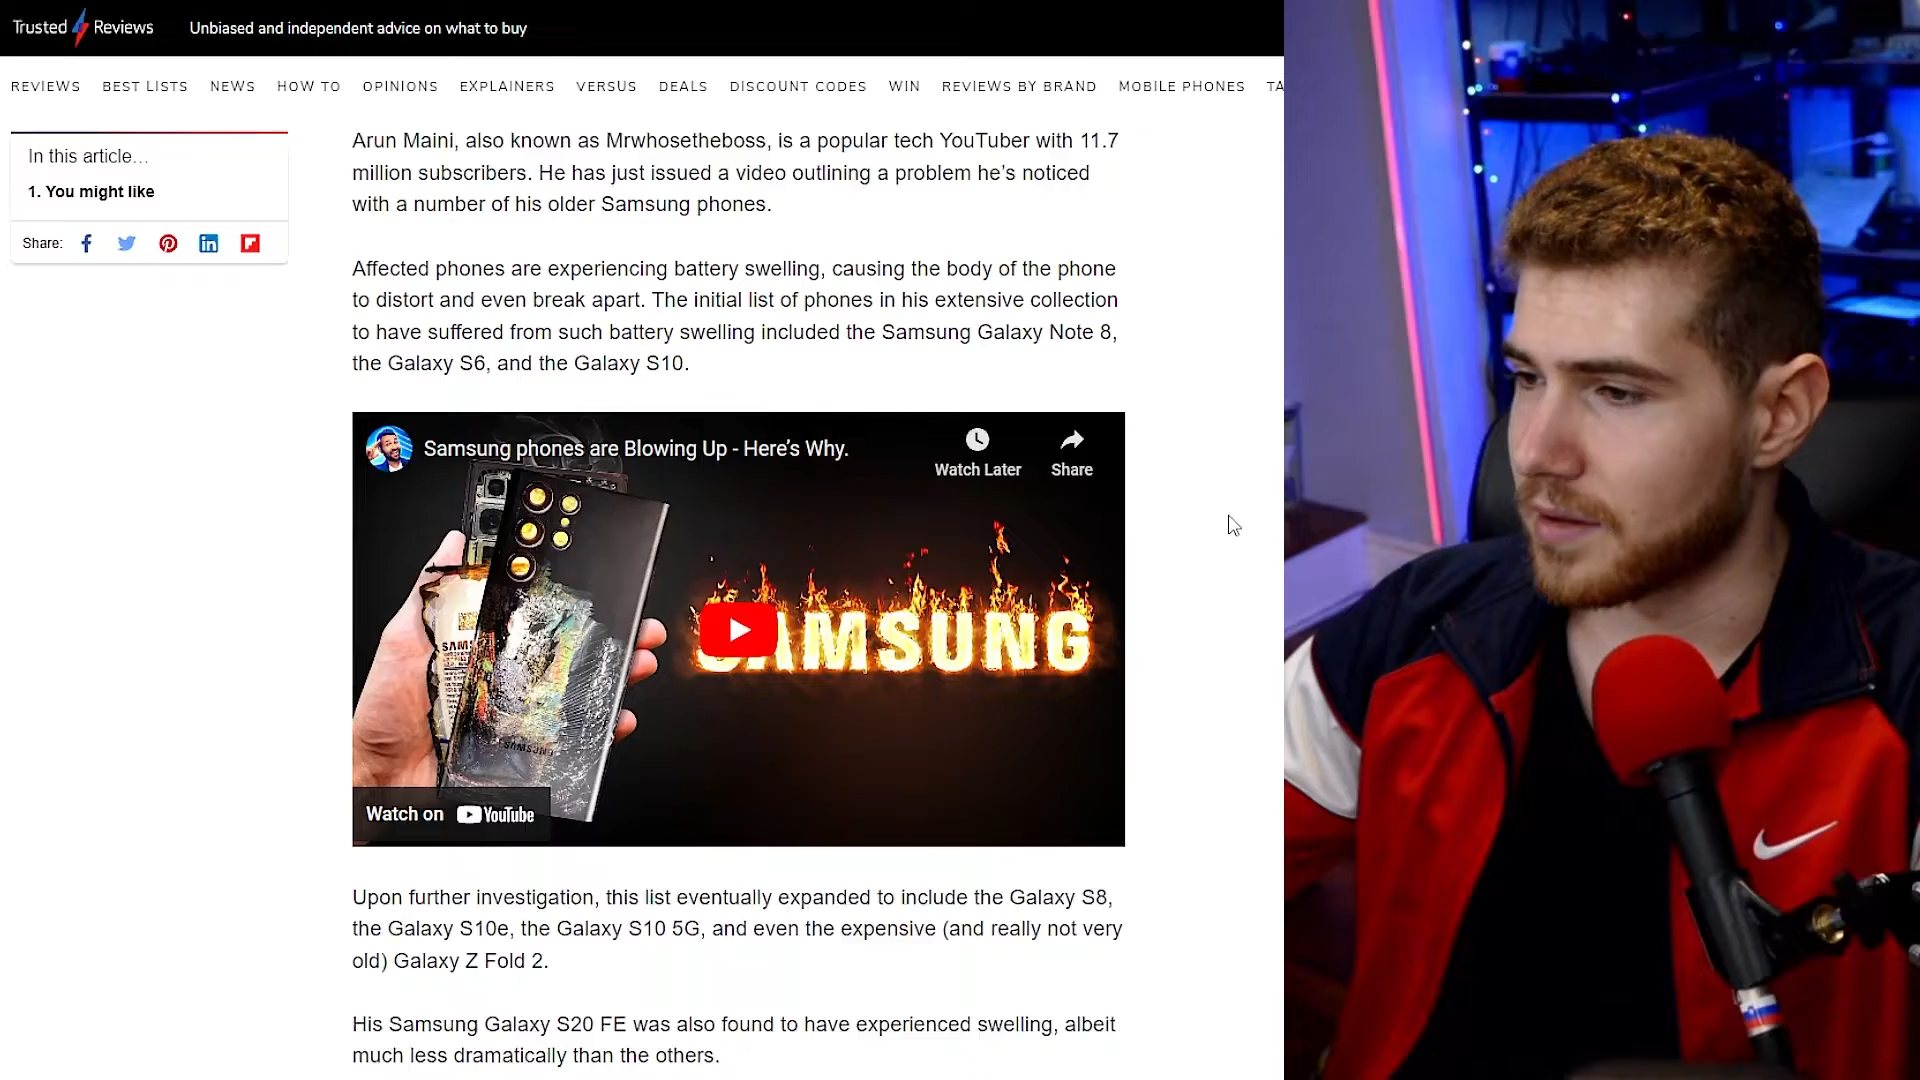 Trusted Reviews
Unbiased and independent advice on what to buy
REVIEWS BEST LISTS NEWS HOW TO OPINIONS EXPLAINERS VERSUS DEALS DISCOUNT CODES WIN REVIEWS BY BRAND MOBILE PHONES TA
In this article...
1. You might like
Share:
Arun Maini, also known as Mrwhosetheboss, is a popular tech YouTuber with 11.7
million subscribers. He has just issued a video outlining a problem he's noticed
with a number of his older Samsung phones.
Affected phones are experiencing battery swelling, causing the body of the phone
to distort and even break apart. The initial list of phones in his extensive collection
to have suffered from such battery swelling included the Samsung Galaxy Note 8,
the Galaxy S6, and the Galaxy S10.
Samsung phones are Blowing Up - Here's Why.
Watch Later
Share
SAMSUNG
SAMS
SAMSUNG
Watch on YouTube
Upon further investigation, this list eventually expanded to include the Galaxy S8,
the Galaxy S10e, the Galaxy S10 5G, and even the expensive (and really not very
old) Galaxy Z Fold 2.
His Samsung Galaxy S20 FE was also found to have experienced swelling, albeit
much less dramatically than the others.